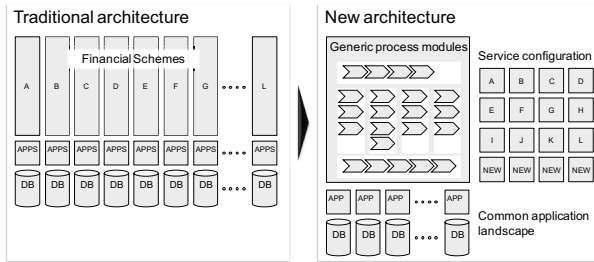 Traditional architecture
Financial Schemes
A B C D E F G L
APPS APPS APPS APPS APPS APPS APPS APPS
DB DB DB DB DB DB DB DB
New architecture
Generic process modules
Service configuration
A B C D
E F G H
I J K L
NEW NEW NEW NEW
APP APP APP APP
DB DB DB DB
Common application
landscape